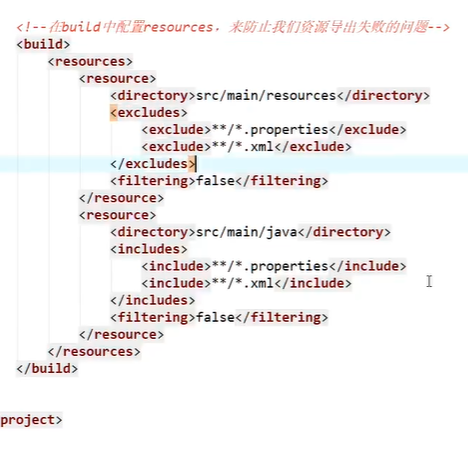 <!--在build中配置resources，来防止我们资源导出失败的问题-->
<build>
<resources>
<resource>
<directory>src/main/resources</directory>
<excludes>
<exclude>**/*.properties</exclude>
<exclude>**/*.xml</exclude>
</excludes>
<filtering>false</filtering>
</resource>
<resource>
<directory>src/main/java</directory>
<includes>
<include>**/*.properties</include>
<include>**/*.xml</include>
</includes>
<filtering>false</filtering>
</resource>
</resources>
</build>
project>